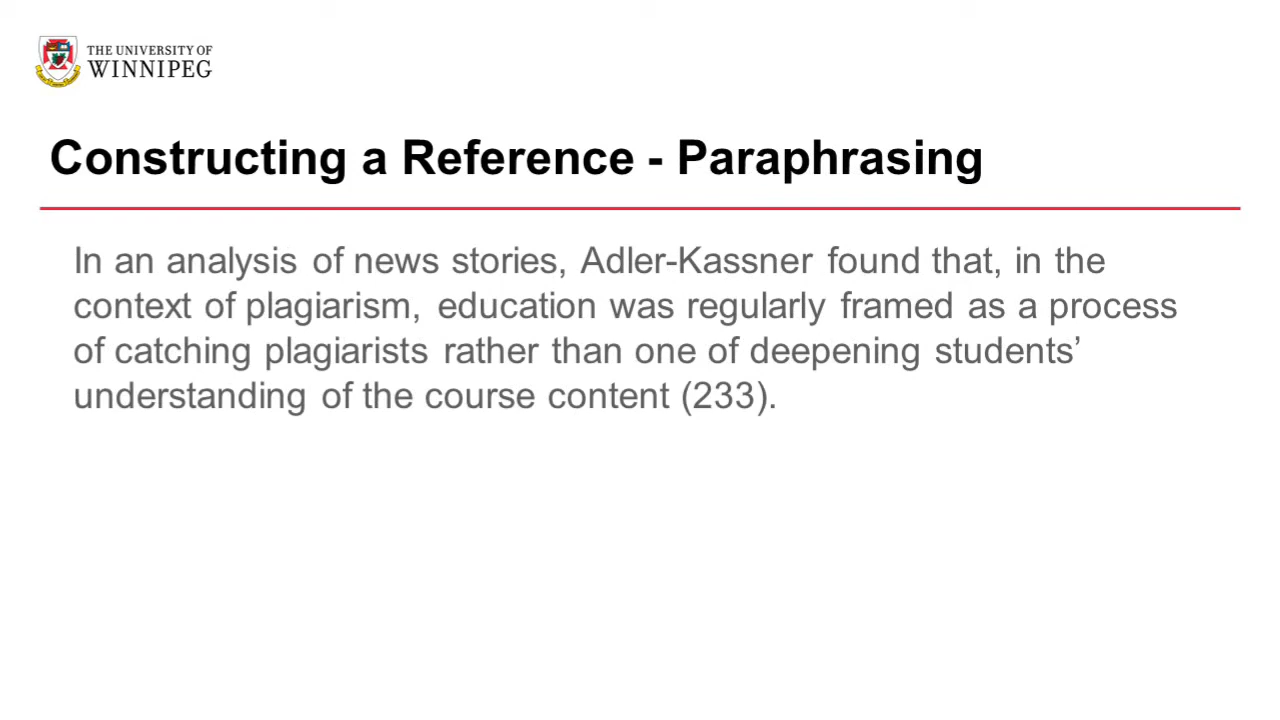 THE UNIVERSITY OF
WINNIPEG
Constructing a Reference - Paraphrasing
In an analysis of news stories, Adler-Kassner found that, in the
context of plagiarism, education was regularly framed as a process
of catching plagiarists rather than one of deepening students’
understanding of the course content (233).